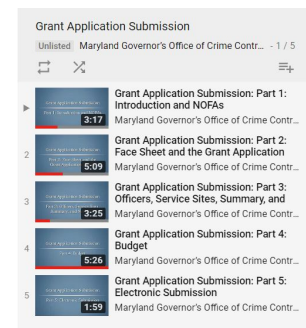 Grant Application Submission
Unlisted Maryland Governor's Office of Crime Contr... - 1 / 5
Grant Application Submission: Part 1:
Introduction and NOFAs
3:17
Maryland Governor's Office of Crime Contr...
2
Grant Application Submission: Part 2:
Face Sheet and the Grant Application
5:09
Maryland Governor's Office of Crime Contr...
3
Grant Application Submission: Part 3:
Officers, Service Sites, Summary, and
3:25
Maryland Governor's Office of Crime Contr...
4
Grant Application Submission: Part 4:
Budget
5:26
Maryland Governor's Office of Crime Contr...
5
Grant Application Submission: Part 5:
Electronic Submission
1:59
Maryland Governor's Office of Crime Contr...